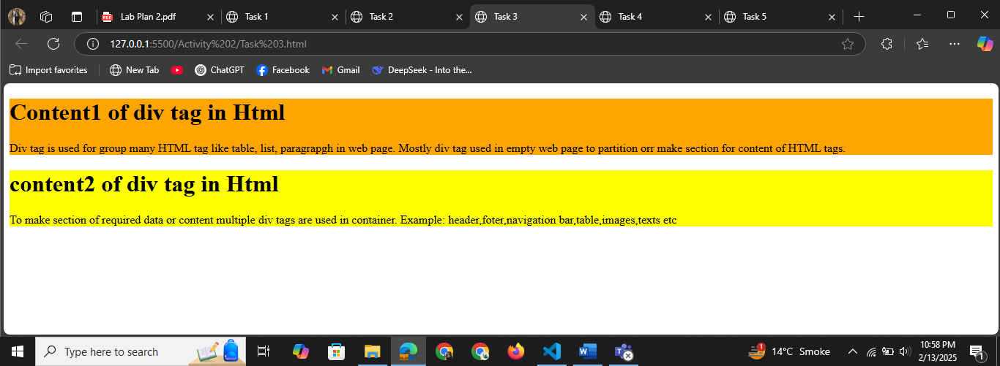 Lab Plan 2.pdf
Task 1
Task 2
Task 3
Task 4
Task 5
127.0.0.1:5500/Activity%202/Task%203.html
Import favorites
New Tab
ChatGPT
Facebook
Gmail
DeepSeek - Into the...
Content1 of div tag in Html
Div tag is used for group many HTML tag like table, list, paragrapgh in web page. Mostly div tag used in empty web page to partition orr make section for content of HTML tags.
content2 of div tag in Html
To make section of required data or content multiple div tags are used in container. Example: header,foter,navigation bar,table,images,texts etc
Type here to search
1
14°C Smoke
10:58 PM
2/13/2025
1